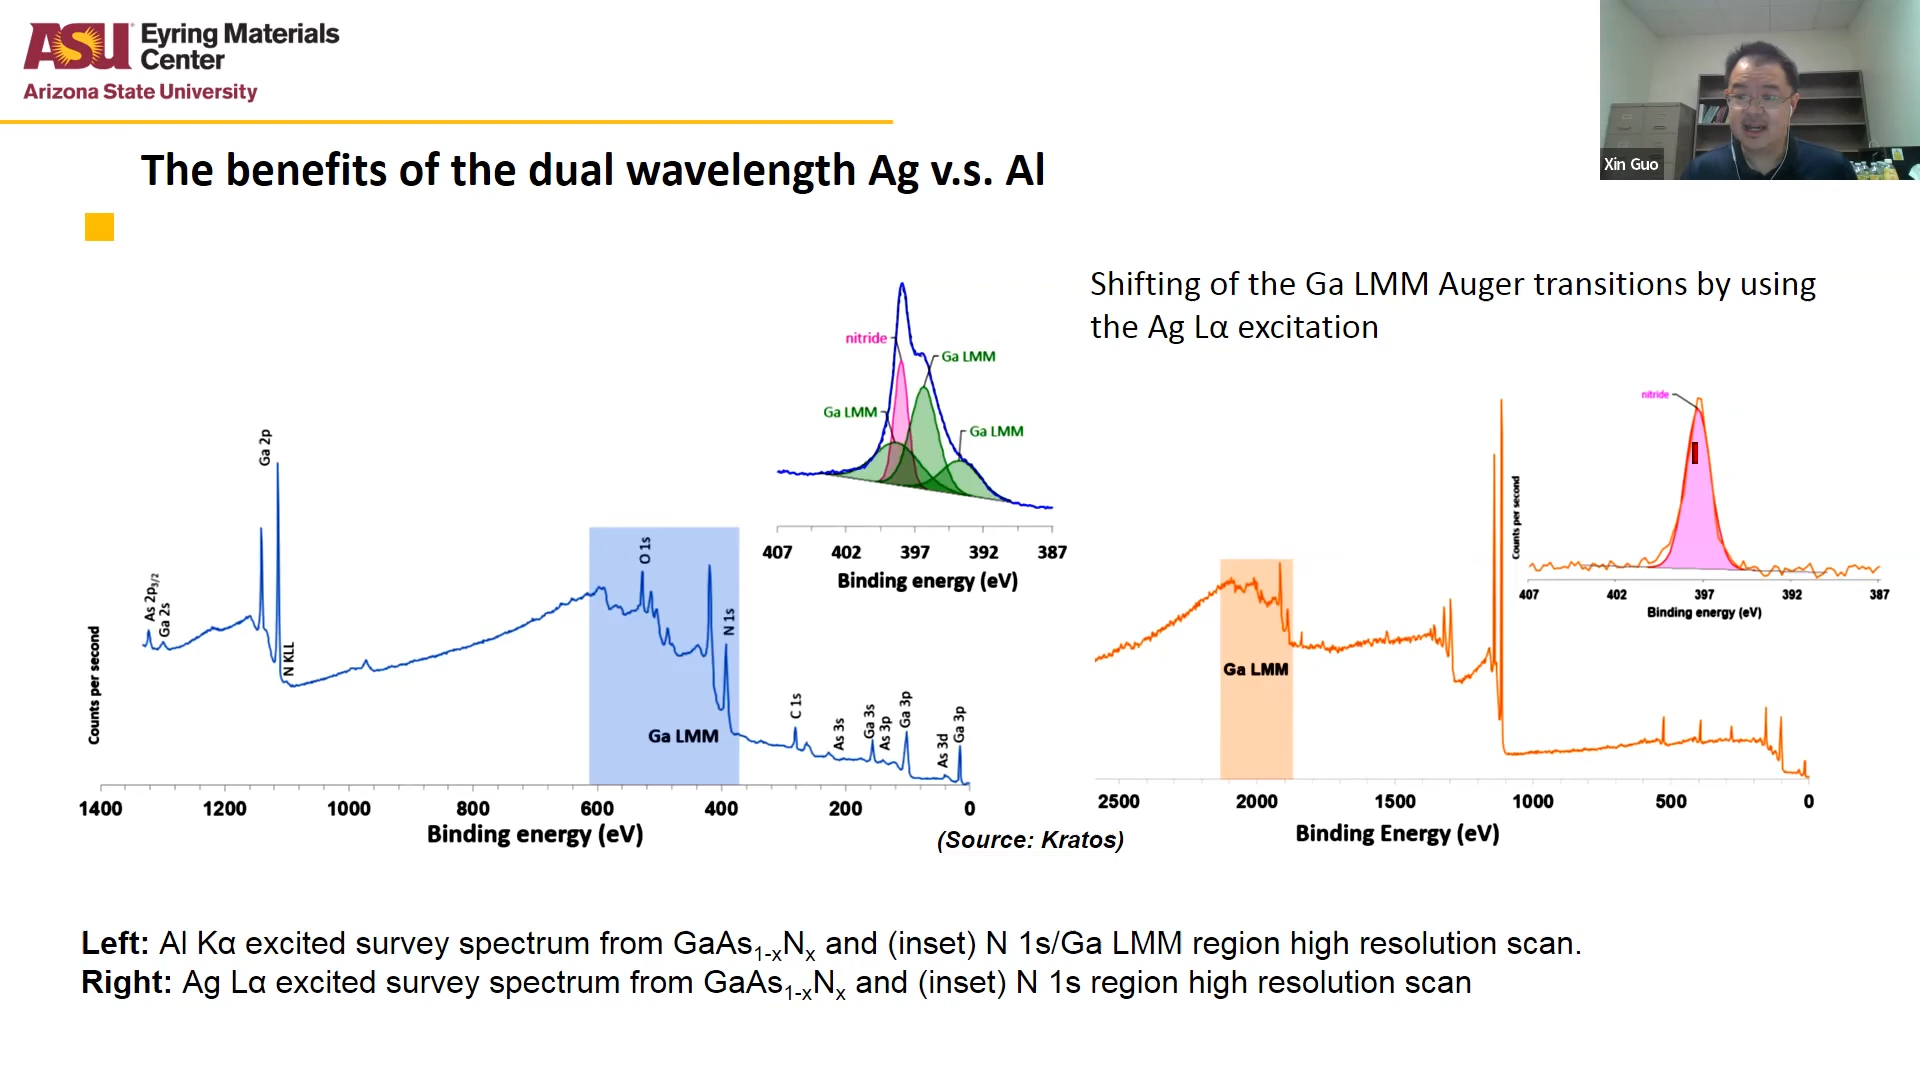 ASU Eyring Materials
Center
Arizona State University
Xin Guo
The benefits of the dual wavelength Ag v.s. Al
Shifting of the Ga LMM Auger transitions by using
the Ag Lα excitation
nitride
Ga LMM
Ga LMM
Ga LMM
407 402 397 392 387
Binding energy (eV)
As 2p3/2
Ga 2s
Ga 2p
N KLL
O 1s
N 1s
Ga LMM
C 1s
As 3s
Ga 3s
As 3p
Ga 3p
As 3d
Ga 3p
Counts per second
1400 1200 1000 800 600 400 200 0
Binding energy (eV)
(Source: Kratos)
nitride
Counts per second
407 402 397 392 387
Binding energy (eV)
Ga LMM
2500 2000 1500 1000 500 0
Binding Energy (eV)
Left: Al Kα excited survey spectrum from GaAs1-xNx and (inset) N 1s/Ga LMM region high resolution scan.
Right: Ag Lα excited survey spectrum from GaAs1-xNx and (inset) N 1s region high resolution scan